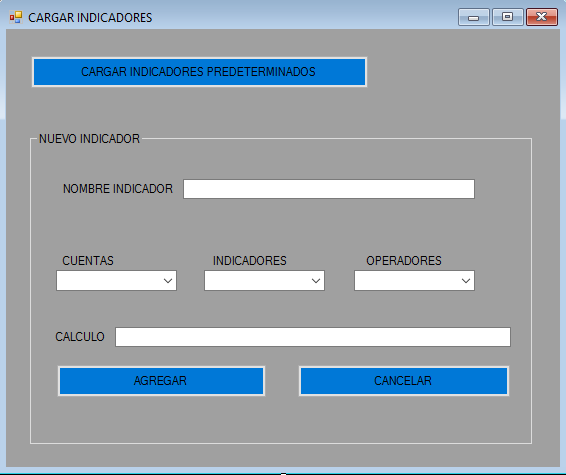 CARGAR INDICADORES
CARGAR INDICADORES PREDETERMINADOS
NUEVO INDICADOR
NOMBRE INDICADOR
CUENTAS INDICADORES OPERADORES
CALCULO
AGREGAR CANCELAR